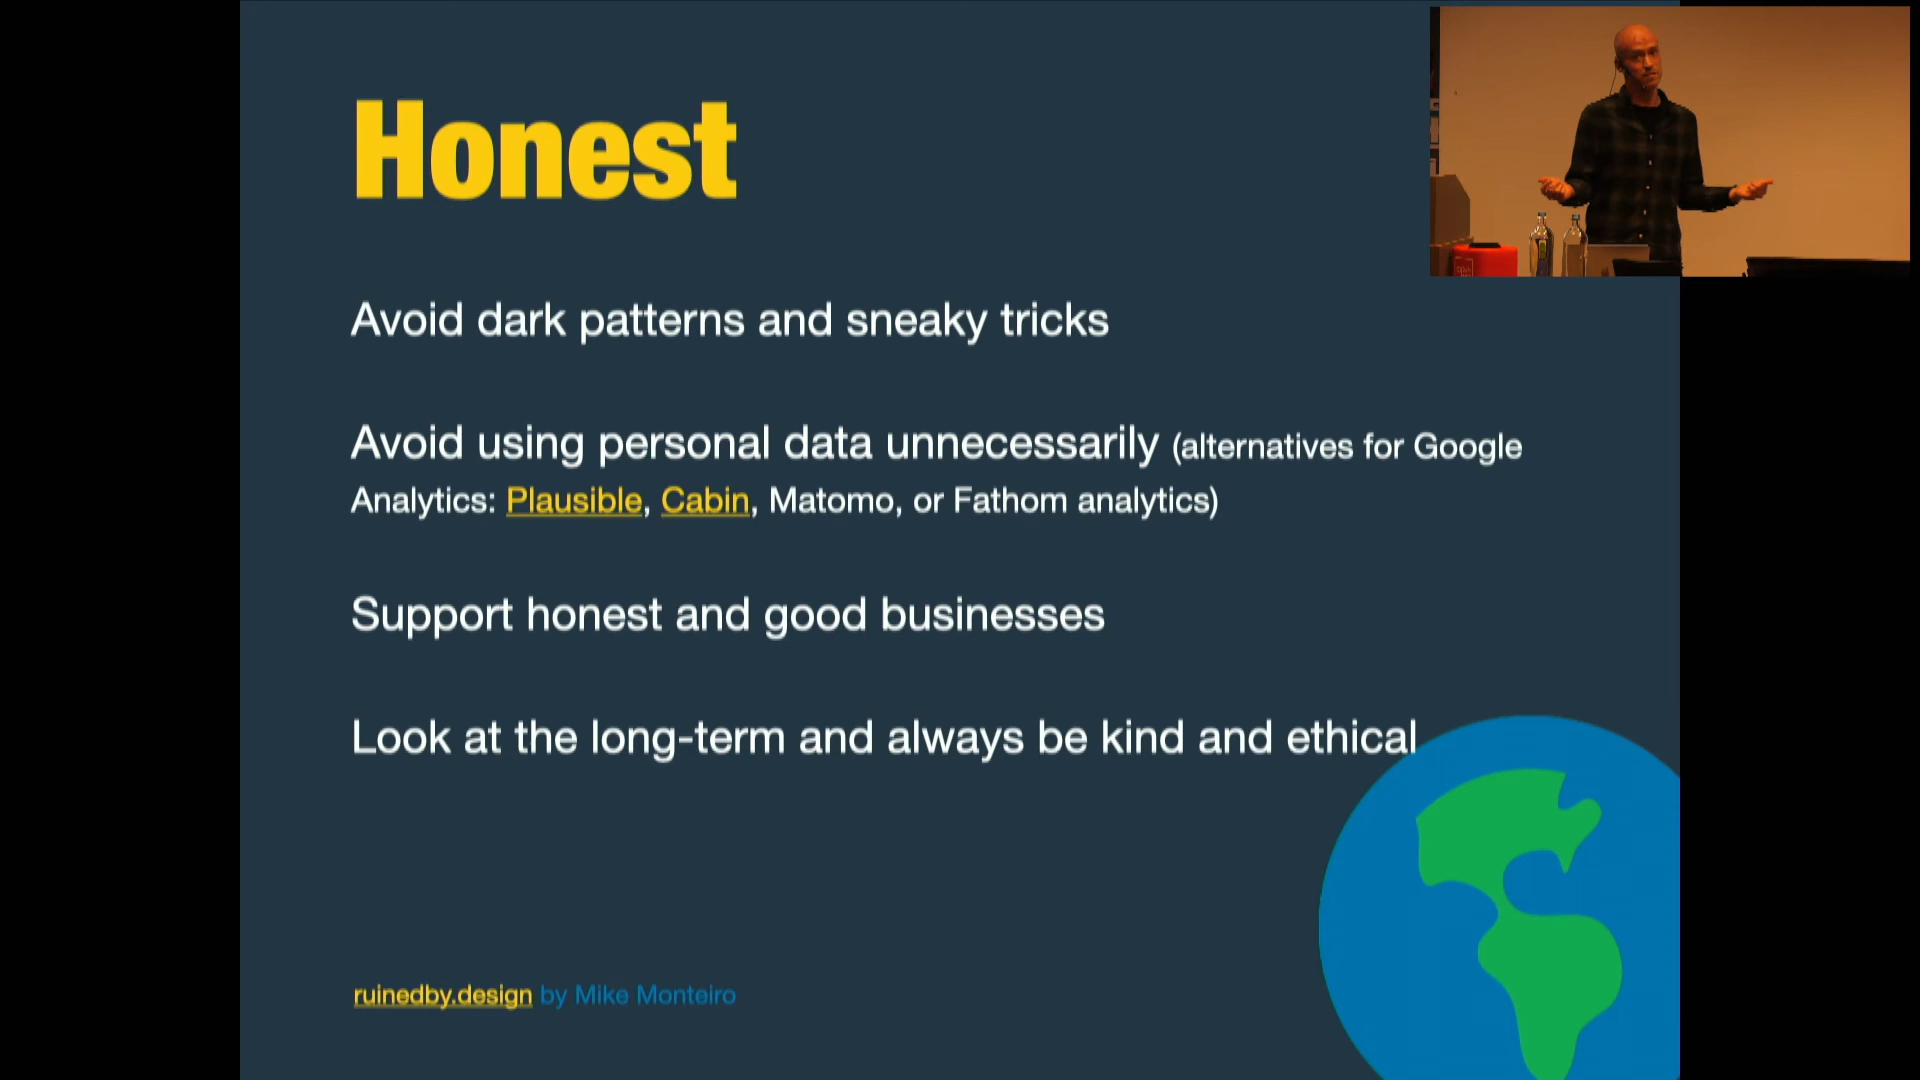 Honest
Avoid dark patterns and sneaky tricks
Avoid using personal data unnecessarily (alternatives for Google
Analytics: Plausible, Cabin, Matomo, or Fathom analytics)
Support honest and good businesses
Look at the long-term and always be kind and ethical
ruinedby.design by Mike Monteiro